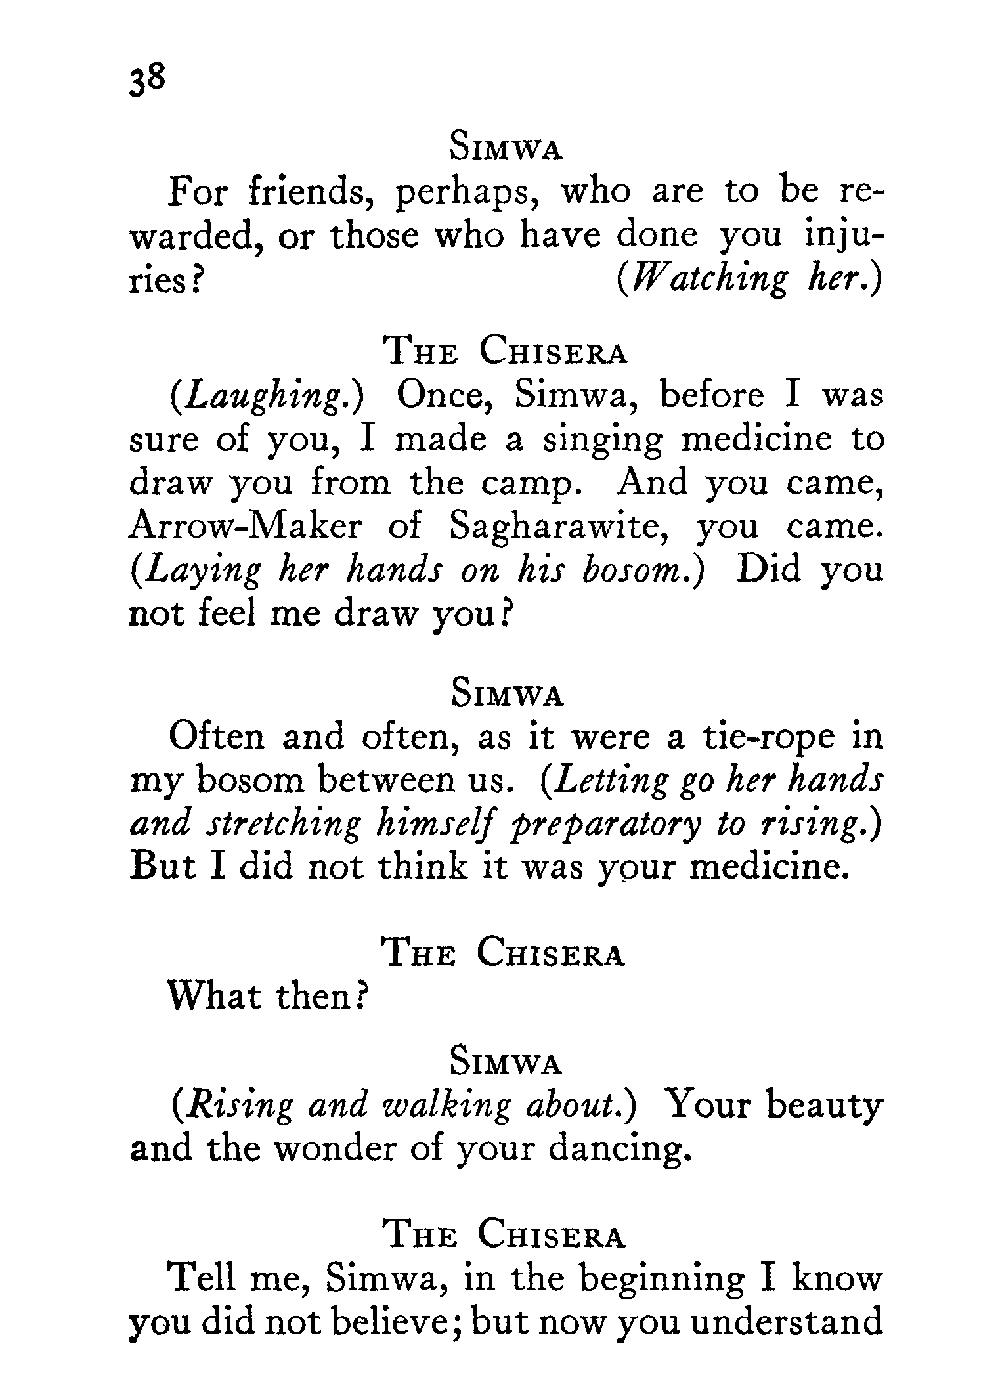 38
SIMWA
For friends, perhaps, who are to be re-
warded, or those who have done you inju-
ries? (Watching her.)
THE CHISERA
(Laughing.) Once, Simwa, before I was
sure of you, I made a singing medicine to
draw you from the camp. And you came,
Arrow-Maker of Sagharawite, you came.
(Laying her hands on his bosom.) Did you
not feel me draw you?
SIMWA
Often and often, as it were a tie-rope in
my bosom between us. (Letting go her hands
and stretching himself preparatory to rising.)
But I did not think it was your medicine.
THE CHISERA
What then?
SIMWA
(Rising and walking about.) Your beauty
and the wonder of your dancing.
THE CHISERA
Tell me, Simwa, in the beginning I know
you did not believe; but now you understand